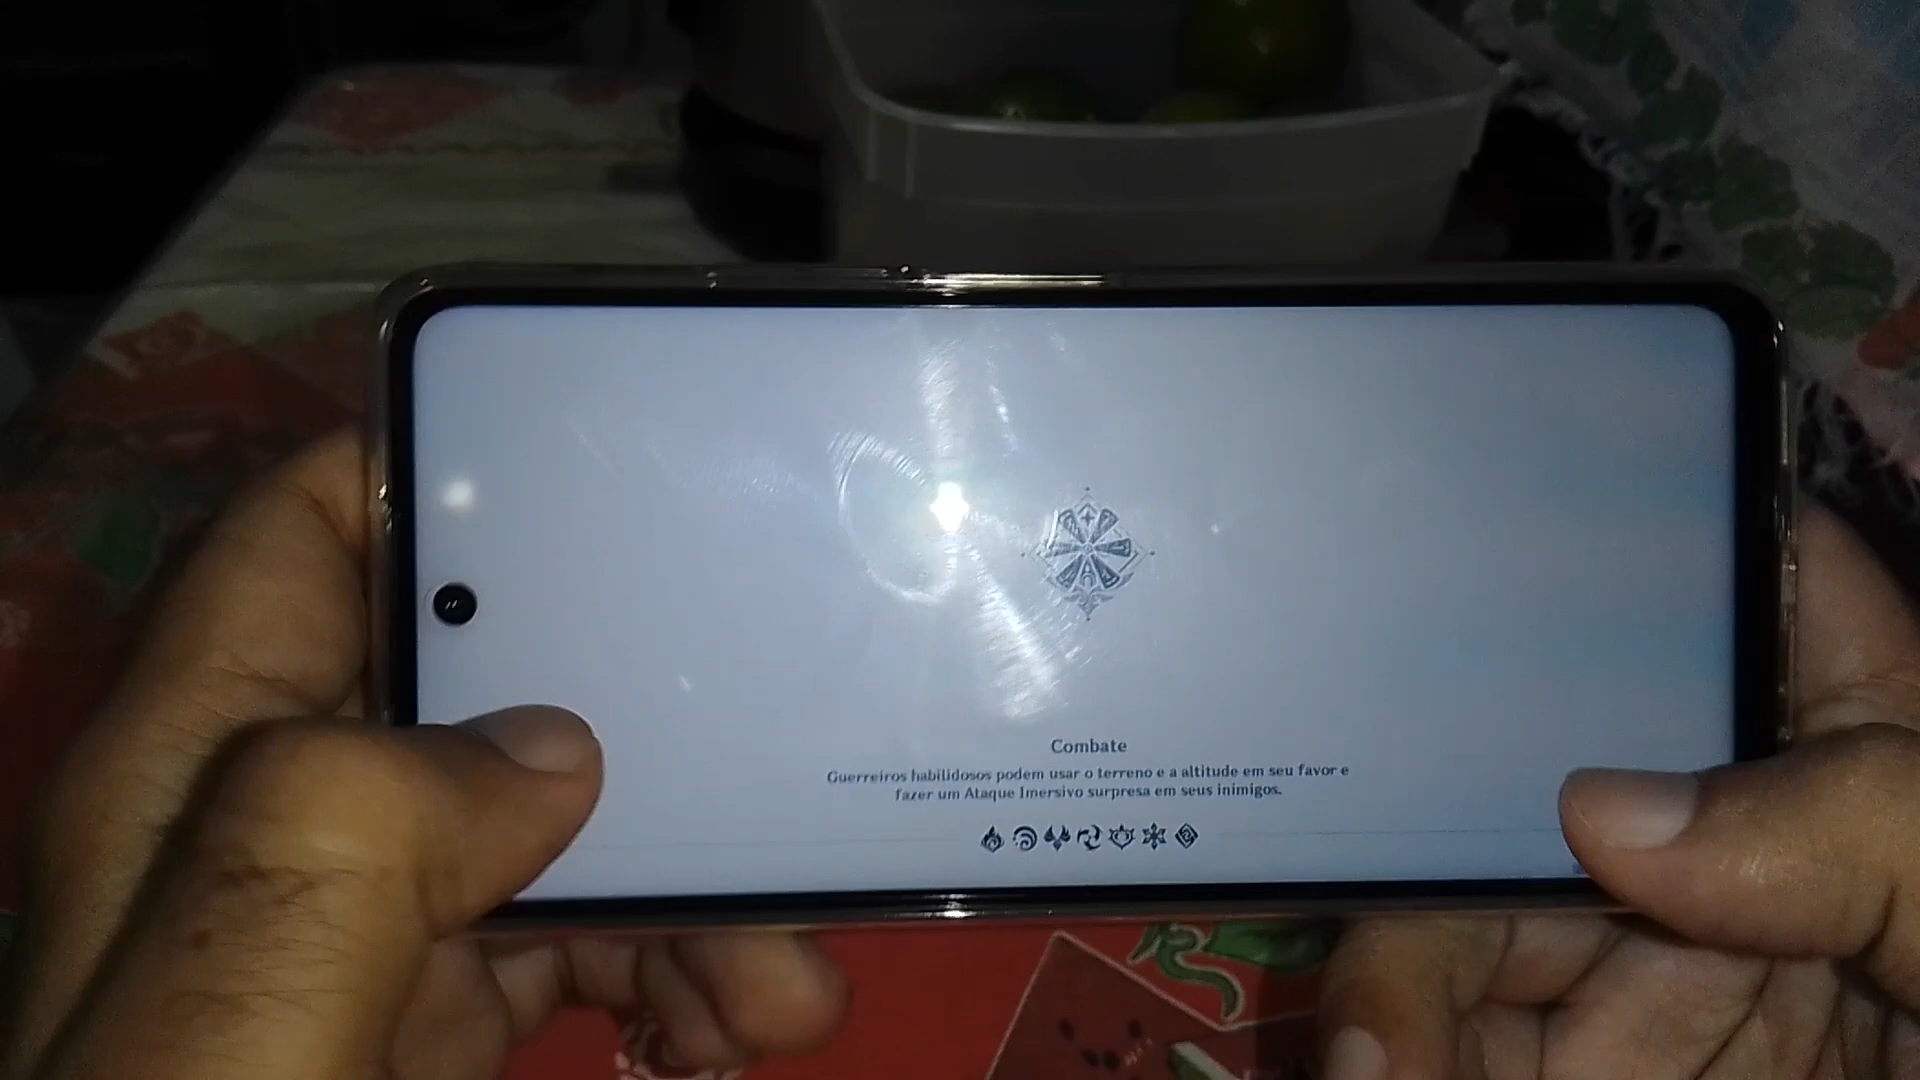 Combate
Guerreiros habilidosos podem usar o terreno e a altitude em seu favor e
fazer um Ataque Imersivo surpresa em seus inimigos.